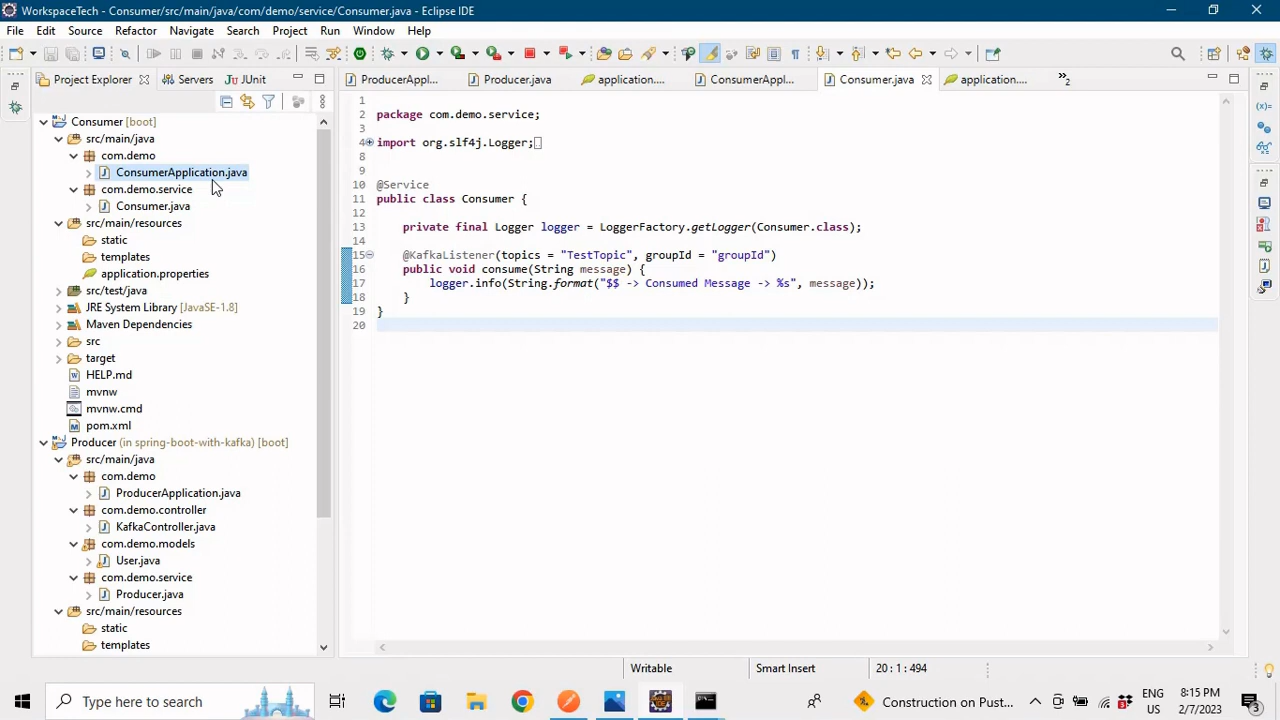 WorkspaceTech - Consumer/src/main/java/com/demo/service/Consumer.java - Eclipse IDE
File Edit Source Refactor Navigate Search Project Run Window Help
Project Explorer Servers JUnit
ProducerAppl... Producer.java application.... ConsumerAppl... Consumer.java application.... »2
Consumer [boot]
src/main/java
com.demo
ConsumerApplication.java
com.demo.service
Consumer.java
src/main/resources
static
templates
application.properties
src/test/java
JRE System Library [JavaSE-1.8]
Maven Dependencies
src
target
HELP.md
mvnw
mvnw.cmd
pom.xml
Producer (in spring-boot-with-kafka) [boot]
src/main/java
com.demo
ProducerApplication.java
com.demo.controller
KafkaController.java
com.demo.models
User.java
com.demo.service
Producer.java
src/main/resources
static
templates
1
2 package com.demo.service;
3
4 import org.slf4j.Logger;
8
9
10 @Service
11 public class Consumer {
12
13 private final Logger logger = LoggerFactory.getLogger(Consumer.class);
14
15 @KafkaListener(topics = "TestTopic", groupId = "groupId")
16 public void consume(String message) {
17 logger.info(String.format("$$ -> Consumed Message -> %s", message));
18 }
19 }
20
Writable Smart Insert 20 : 1 : 494
Type here to search
Construction on Pust...
ENG
US
8:15 PM
2/7/2023
3